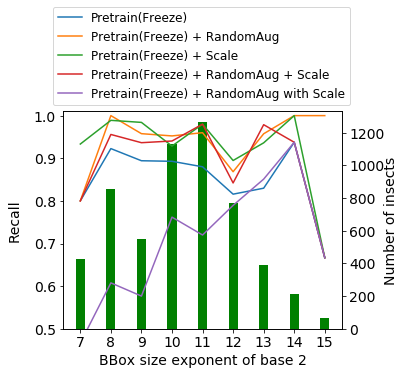 Pretrain(Freeze)
Pretrain(Freeze) + RandomAug
Pretrain(Freeze) + Scale
Pretrain(Freeze) + RandomAug + Scale
Pretrain(Freeze) + RandomAug with Scale
1.0
0.9
0.8
0.7
0.6
0.5
Recall
1200
1000
800
600
400
200
0
Number of insects
7 8 9 10 11 12 13 14 15
BBox size exponent of base 2